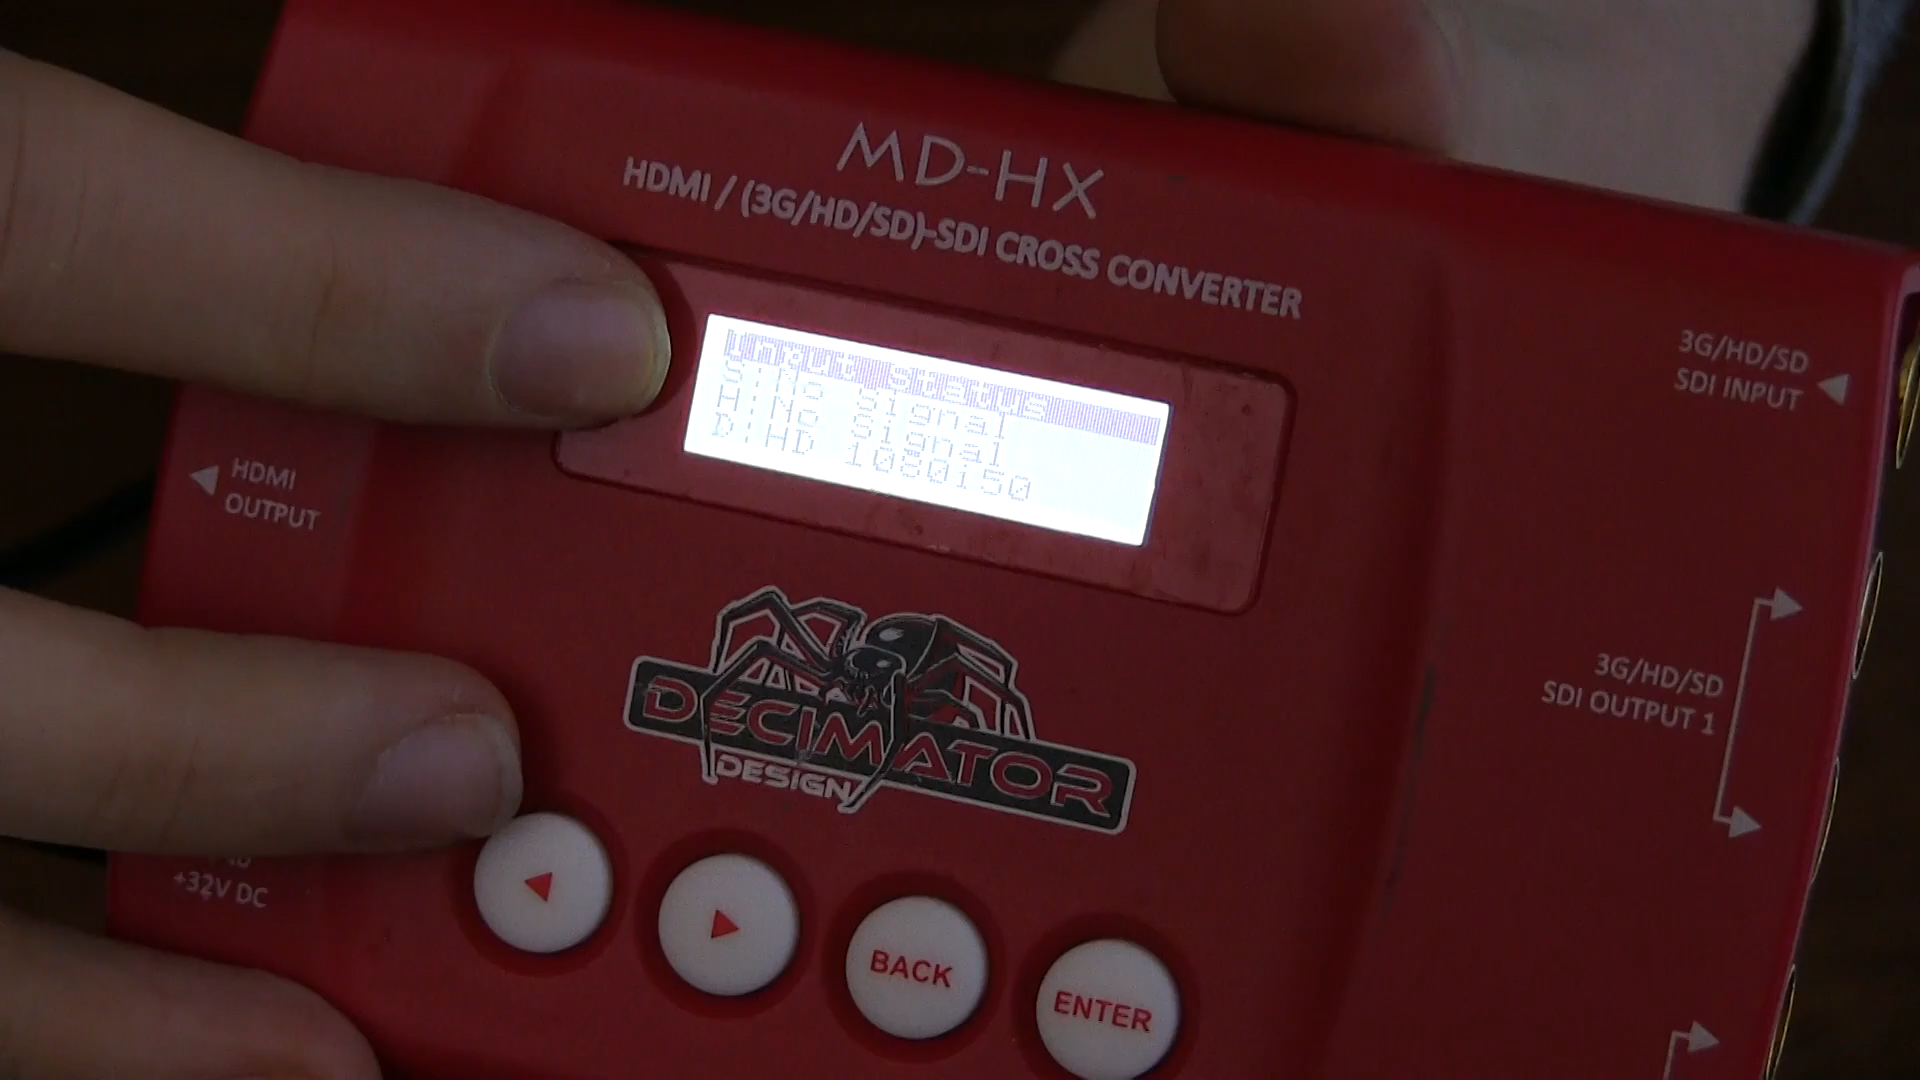 MD-HX
HDMI / (3G/HD/SD)-SDI CROSS CONVERTER
3G/HD/SD
SDI INPUT
Input Status
S: No Signal
H: No Signal
D: HD 1080i50
HDMI
OUTPUT
3G/HD/SD
SDI OUTPUT 1
DECIMATOR
DESIGN
+32V DC
BACK
ENTER